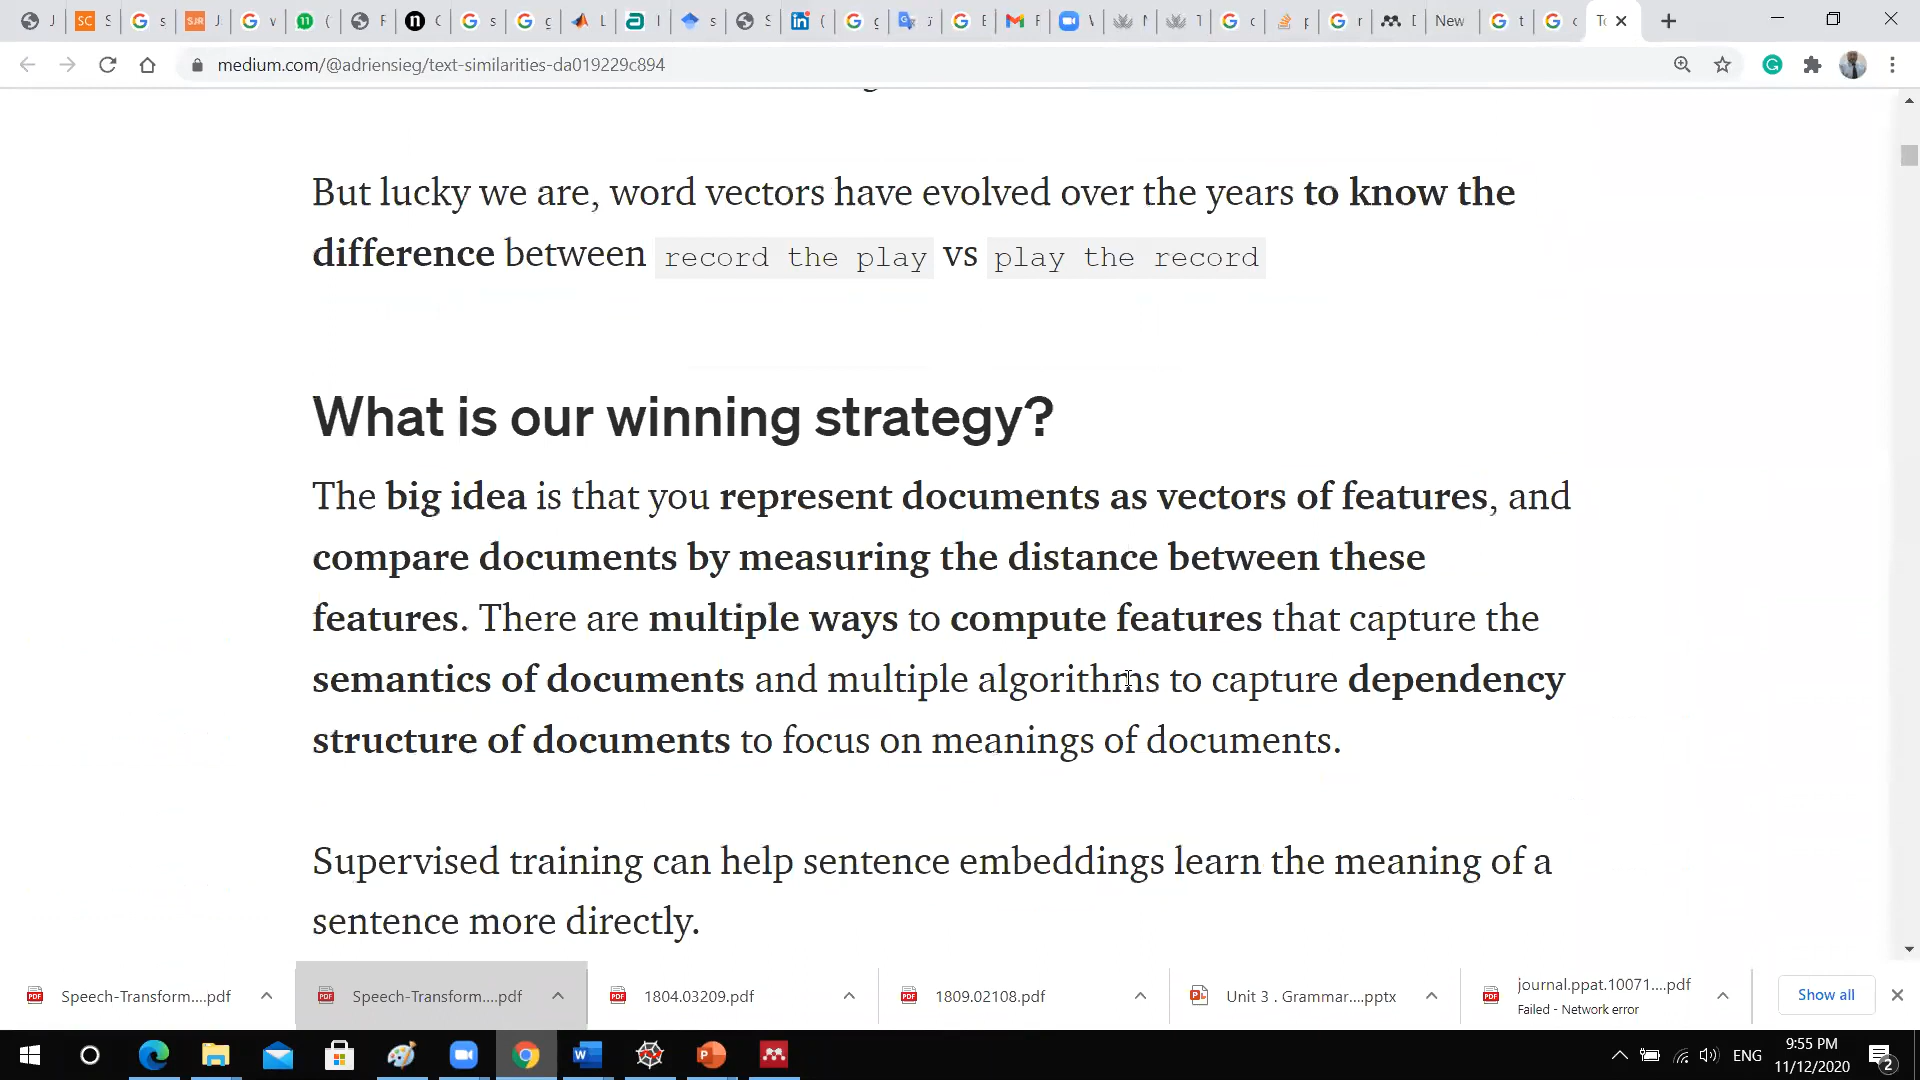 SC
SJR
11
New
medium.com/@adriensieg/text-similarities-da019229c894
But lucky we are, word vectors have evolved over the years to know the
difference between record the play vs play the record
What is our winning strategy?
The big idea is that you represent documents as vectors of features, and
compare documents by measuring the distance between these
features. There are multiple ways to compute features that capture the
semantics of documents and multiple algorithms to capture dependency
structure of documents to focus on meanings of documents.
Supervised training can help sentence embeddings learn the meaning of a
sentence more directly.
Speech-Transform....pdf
Speech-Transform....pdf
1804.03209.pdf
1809.02108.pdf
Unit 3 . Grammar....pptx
journal.ppat.10071....pdf
Failed - Network error
Show all
ENG
9:55 PM
11/12/2020
2